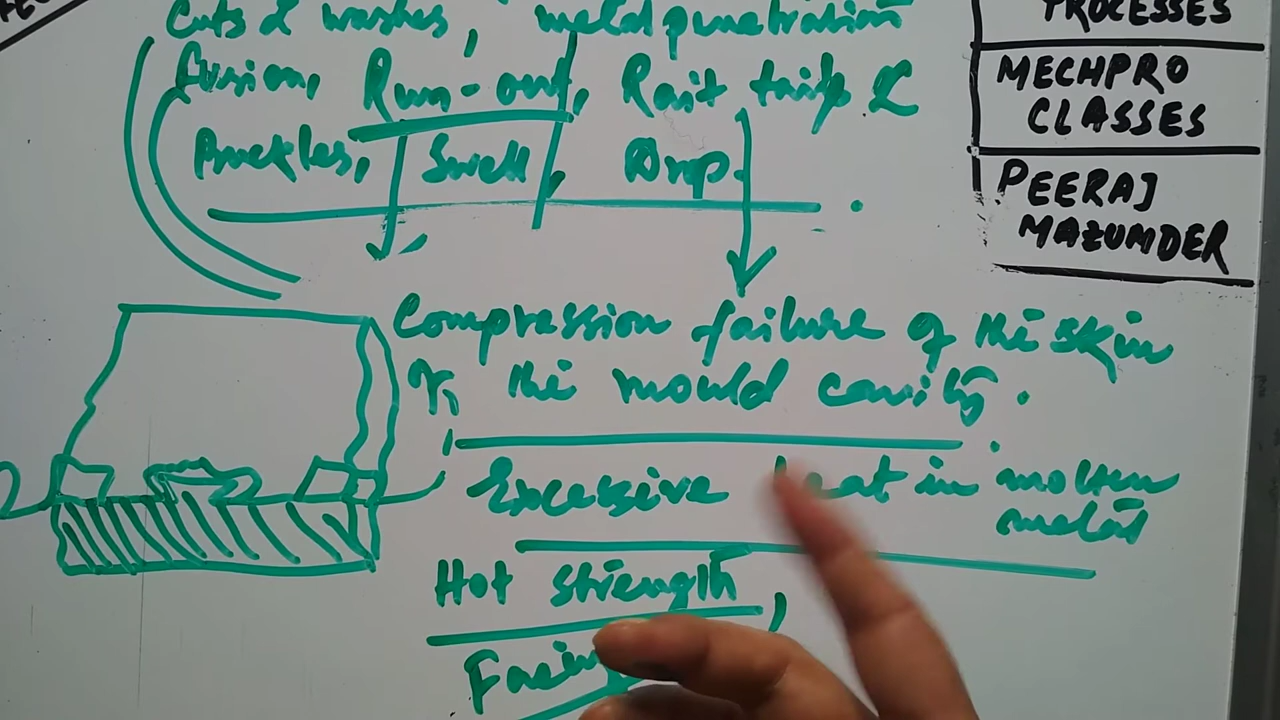 Cuts & washes, metal penetration
fusion, Run-out, Rait tails &
Buckles, Swell, Drop.
PROCESSES
MECHPRO
CLASSES
PEERAJ
MAZUMDER
Compression failure of the skin
of the mould cavity.
Excessive heat in molten
metal
Hot strength,